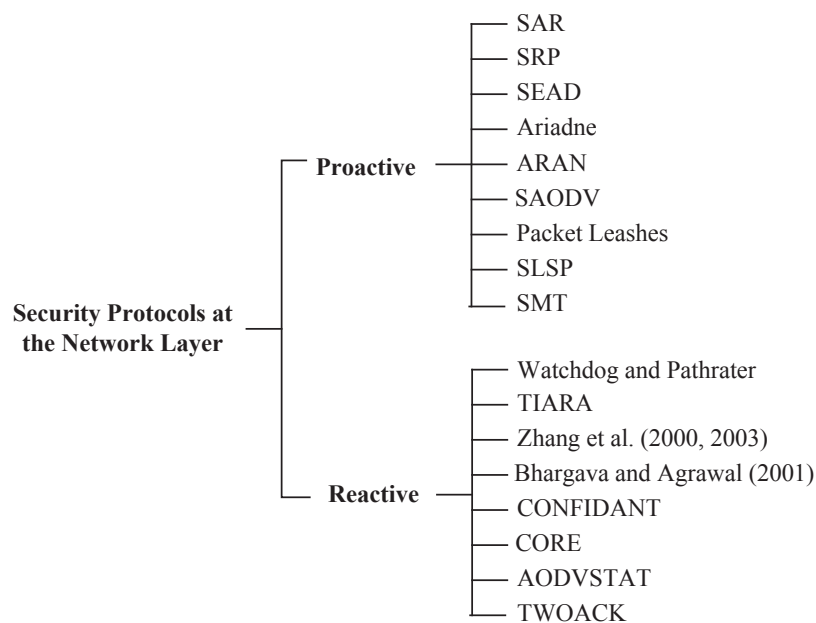 Security Protocols at
the Network Layer
Proactive
SAR
SRP
SEAD
Ariadne
ARAN
SAODV
Packet Leashes
SLSP
SMT
Reactive
Watchdog and Pathrater
TIARA
Zhang et al. (2000, 2003)
Bhargava and Agrawal (2001)
CONFIDANT
CORE
AODVSTAT
TWOACK